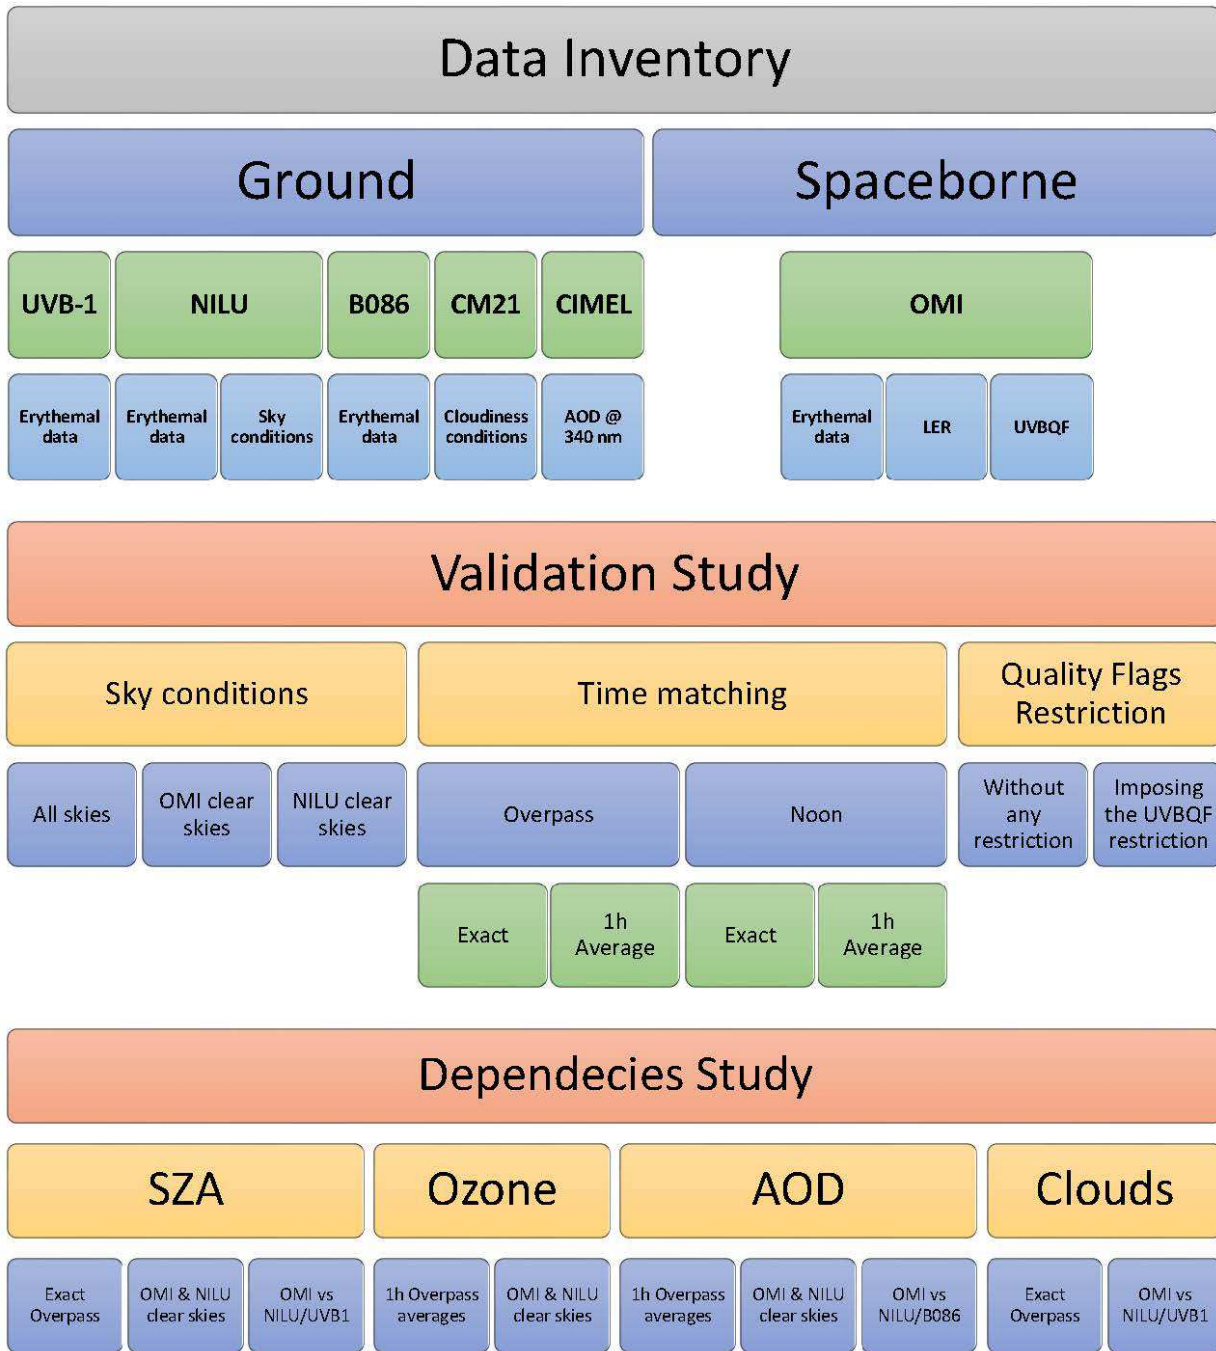 Data Inventory
Ground
Spaceborne
UVB-1
NILU
B086
CM21
CIMEL
OMI
Erythemal
data
Erythemal
data
Sky
conditions
Erythemal
data
Cloudiness
conditions
AOD @
340 nm
Erythemal
data
LER
UVBQF
Validation Study
Sky conditions
Time matching
Quality Flags
Restriction
All skies
OMI clear
skies
NILU clear
skies
Overpass
Noon
Without
any
restriction
Imposing
the UVBQF
restriction
Exact
1h
Average
Exact
1h
Average
Dependecies Study
SZA
Ozone
AOD
Clouds
Exact
Overpass
OMI & NILU
clear skies
OMI vs
NILU/UVB1
1h Overpass
averages
OMI & NILU
clear skies
1h Overpass
averages
OMI & NILU
clear skies
OMI vs
NILU/B086
Exact
Overpass
OMI vs
NILU/UVB1